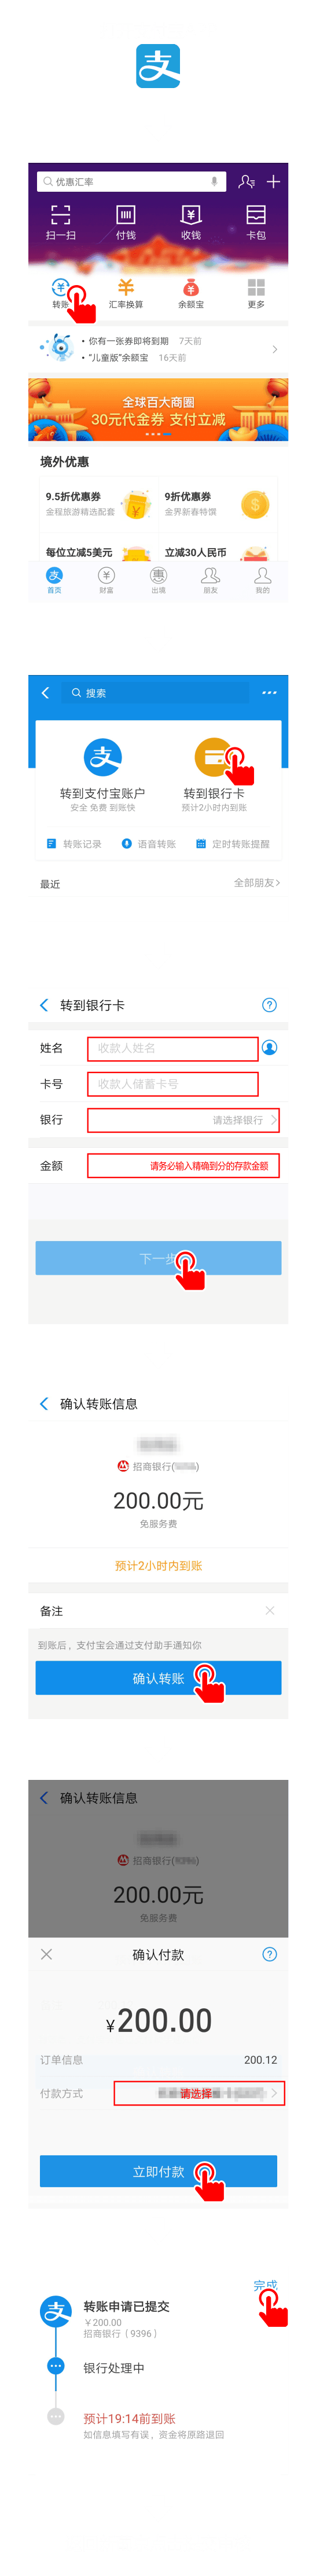 支
优惠汇率
扫一扫 付钱 收钱 卡包
转账 汇率换算 余额宝 更多
• 你有一张券即将到期 7天前
• “儿童版”余额宝 16天前
全球百大商圈
30元代金券 支付立减
境外优惠
9.5折优惠券 9折优惠券
金程旅游精选配套 金界新春特馔
每位立减5美元 立减30人民币
首页 财富 出境 朋友 我的
搜索
转到支付宝账户 转到银行卡
安全 免费 到账快 预计2小时内到账
转账记录 语音转账 定时转账提醒
最近 全部朋友>
转到银行卡
姓名 收款人姓名
卡号 收款人储蓄卡号
银行 请选择银行
金额 请务必输入精确到分的存款金额
下一步
确认转账信息
招商银行(
200.00元
免服务费
预计2小时内到账
备注
到账后，支付宝会通过支付助手通知你
确认转账
确认转账信息
招商银行(
200.00元
免服务费
确认付款
¥200.00
订单信息 200.12
付款方式 请选择
立即付款
完成
转账申请已提交
￥200.00
招商银行（9396）
银行处理中
预计19:14前到账
如信息填写有误，资金将原路退回